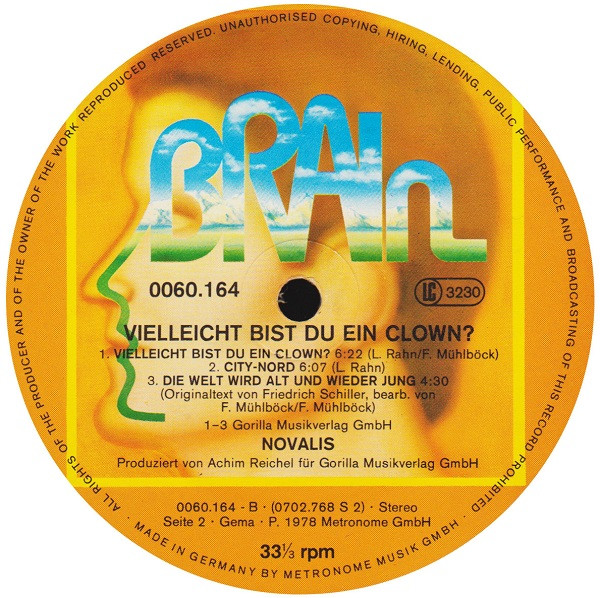 ALL RIGHTS OF THE PRODUCER AND OF THE OWNER OF THE WORK REPRODUCED RESERVED. UNAUTHORISED COPYING, HIRING, LENDING, PUBLIC PERFORMANCE AND BROADCASTING OF THIS RECORD PROHIBITED · MADE IN GERMANY BY METRONOME MUSIK GMBH ·
BRAIn
0060.164
LC 3230
VIELLEICHT BIST DU EIN CLOWN?
1. VIELLEICHT BIST DU EIN CLOWN? 6:22 (L. Rahn/F. Mühlböck)
2. CITY-NORD 6:07 (L. Rahn)
3. DIE WELT WIRD ALT UND WIEDER JUNG 4:30
(Originaltext von Friedrich Schiller, bearb. von
F. Mühlböck/F. Mühlböck)
1–3 Gorilla Musikverlag GmbH
NOVALIS
Produziert von Achim Reichel für Gorilla Musikverlag GmbH
0060.164 - B · (0702.768 S 2) · Stereo
Seite 2 · Gema · P. 1978 Metronome GmbH
33⅓ rpm